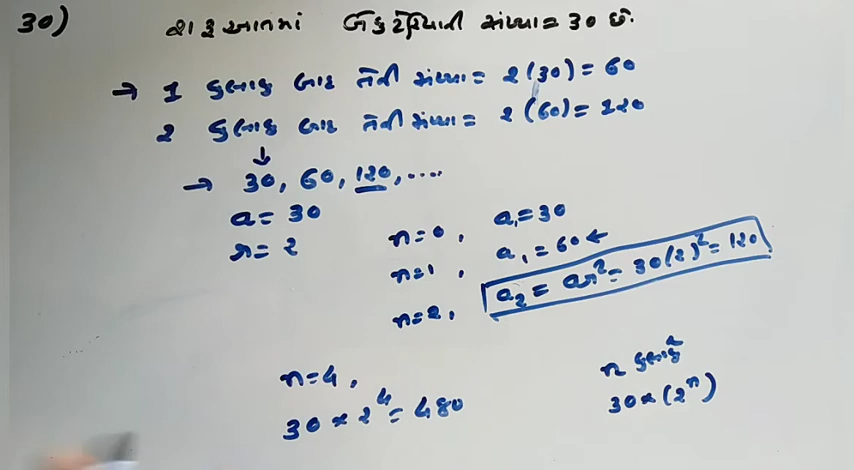 30) શરૂઆતમાં બેક્ટેરિયાની સંખ્યા = 30 છે.
→ 1 કલાક બાદ તેની સંખ્યા = 2(30) = 60
2 કલાક બાદ તેની સંખ્યા = 2(60) = 120
↓
→ 30, 60, 120, ....
a = 30
r = 2
n=0, a = 30
n=1, a₁ = 60 ←
n=2, a₂ = ar² = 30(2)² = 120
n=4,
30 × 2⁴ = 480
n કલાકે
30 × (2ⁿ)